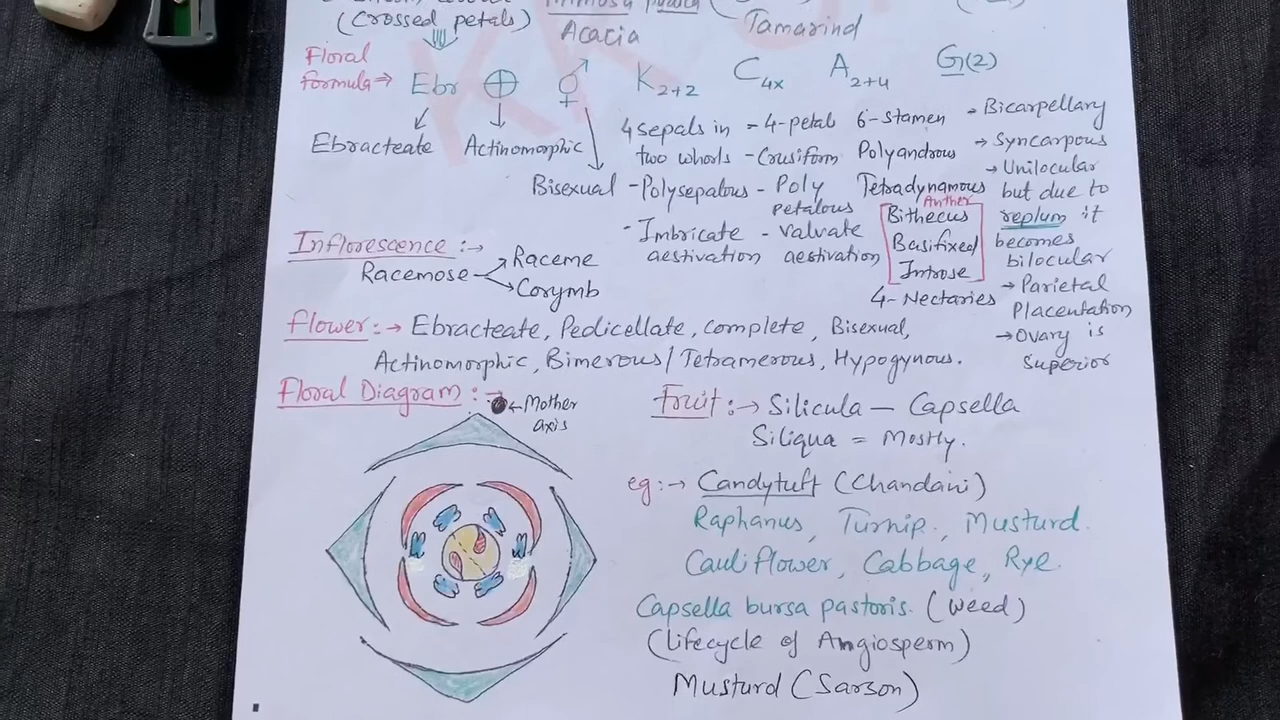 (Crossed petals)
Acacia
Tamarind
Floral
formula⇒ Ebr ⊕ ⚥ K2+2 C4x A2+4 G(2)
Ebracteate Actinomorphic Bisexual
4 sepals in
two whorls
-Polysepalous
- Imbricate
aestivation
= 4-petal
- Crusiform
- Poly
petalous
- valvate
aestivation
6-stamen
Polyandrous
Tetradynamous
Anther
Bithecus
Basifixed
Introse
4-Nectaries
→ Bicarpellary
→ Syncarpous
→ Unilocular
but due to
replum it
becomes
bilocular
→ Parietal
Placentation
→ Ovary is
Superior
Inflorescence :→
Racemose Raceme
Corymb
flower :→ Ebracteate, Pedicellate, complete, Bisexual,
Actinomorphic, Bimerous/Tetramerous, Hypogynous.
Floral Diagram :→
←Mother
axis
Fruit :→ Silicula — Capsella
Siliqua = Mostly.
eg :→ Candytuft (Chandani)
Raphanus, Turnip, Musturd.
Cauliflower, Cabbage, Rye.
Capsella bursa pastoris. (weed)
(lifecycle of Angiosperm)
Musturd (Sarson)